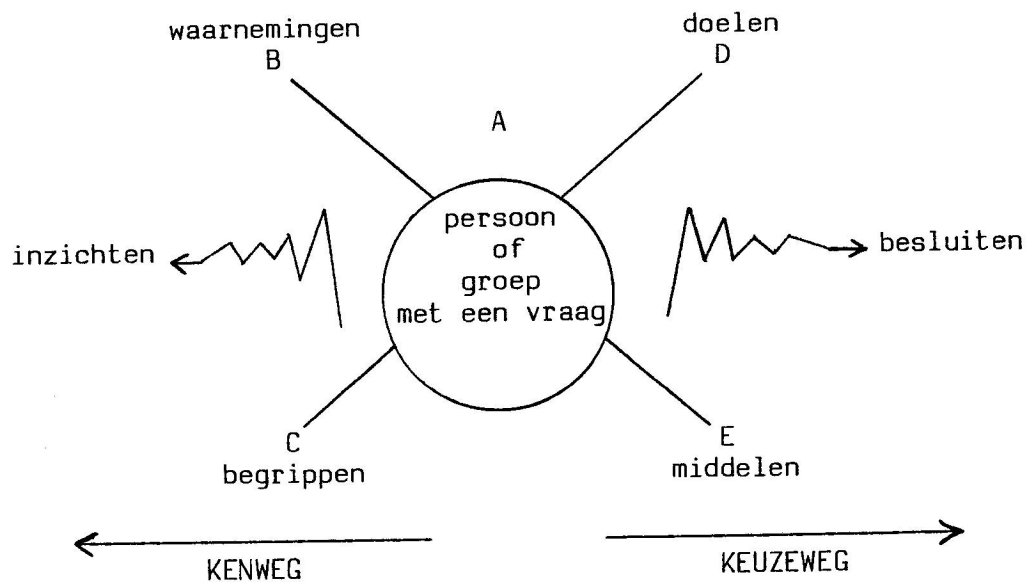 waarnemingen
B
doelen
D
A
persoon
of
groep
met een vraag
inzichten
besluiten
C
begrippen
E
middelen
KENWEG
KEUZEWEG